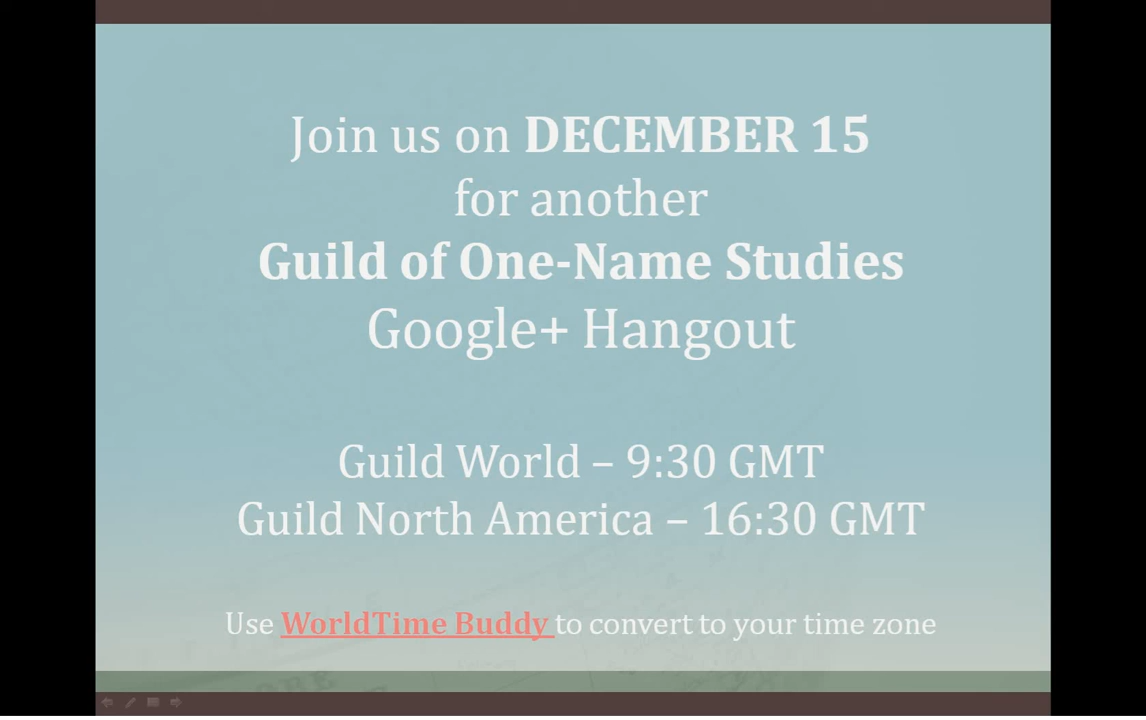 Join us on DECEMBER 15
for another
Guild of One-Name Studies
Google+ Hangout
Guild World – 9:30 GMT
Guild North America – 16:30 GMT
Use WorldTime Buddy to convert to your time zone